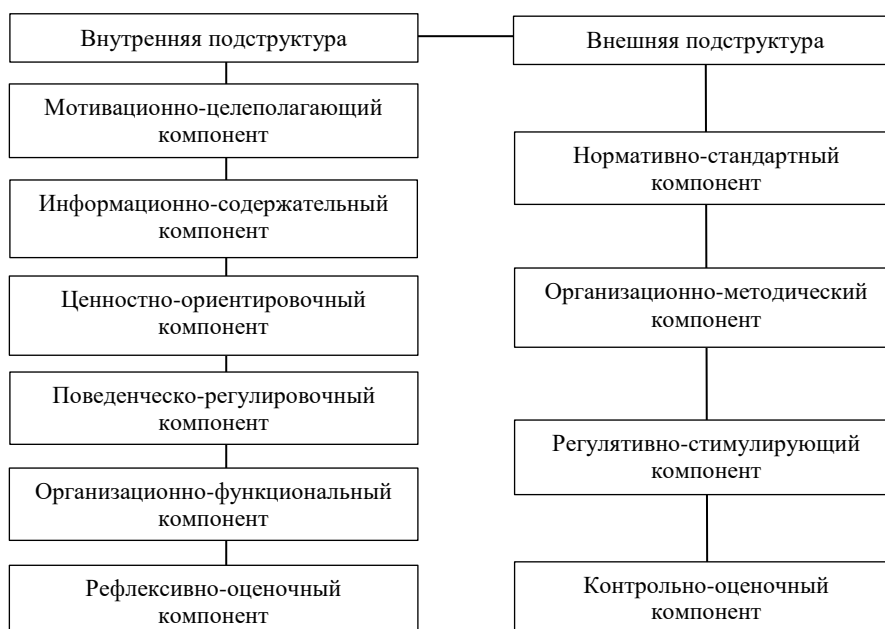 Внутренняя подструктура
Мотивационно-целеполагающий
компонент
Информационно-содержательный
компонент
Ценностно-ориентировочный
компонент
Поведенческо-регулировочный
компонент
Организационно-функциональный
компонент
Рефлексивно-оценочный
компонент
Внешняя подструктура
Нормативно-стандартный
компонент
Организационно-методический
компонент
Регулятивно-стимулирующий
компонент
Контрольно-оценочный
компонент